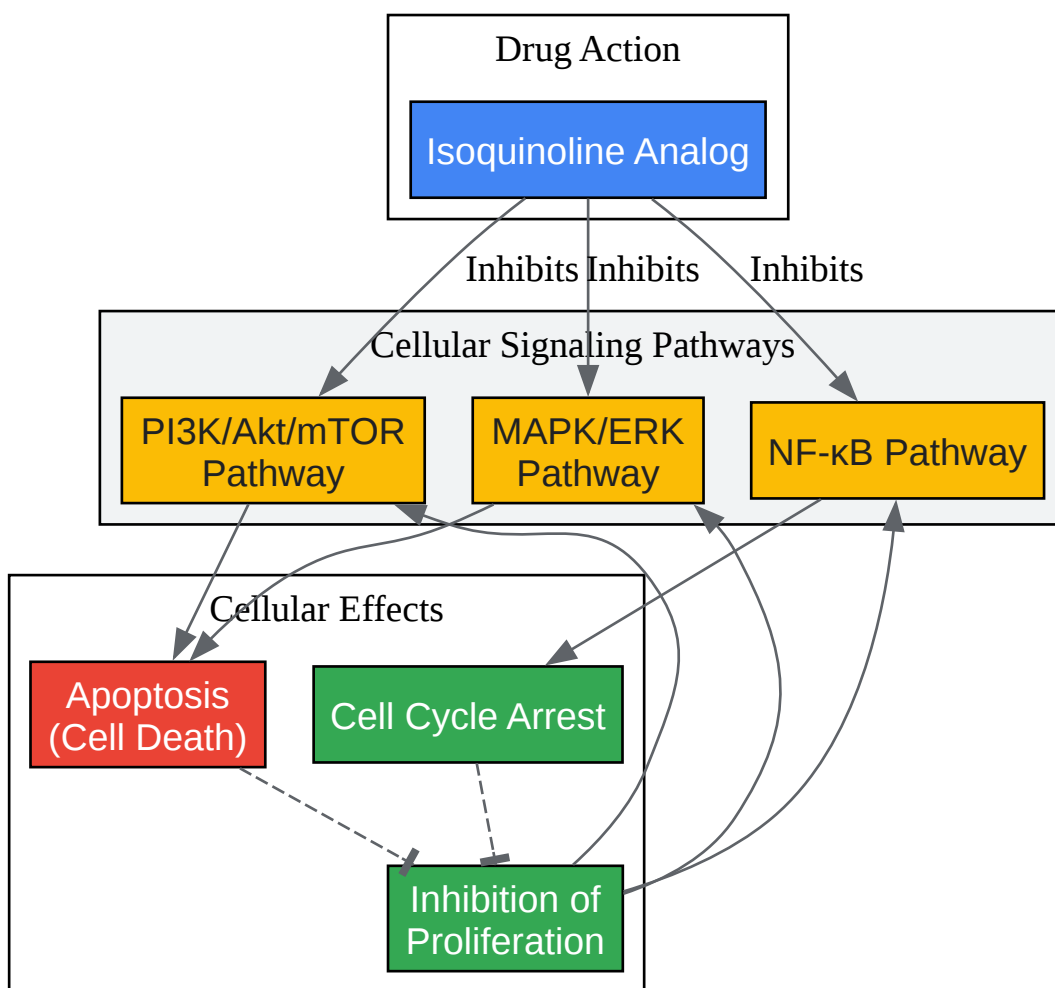 Drug Action
Isoquinoline Analog
Inhibits
Inhibits
Inhibits
Cellular Signaling Pathways
PI3K/Akt/mTOR
Pathway
MAPK/ERK
Pathway
NF-κB Pathway
Cellular Effects
Apoptosis
(Cell Death)
Cell Cycle Arrest
Inhibition of
Proliferation